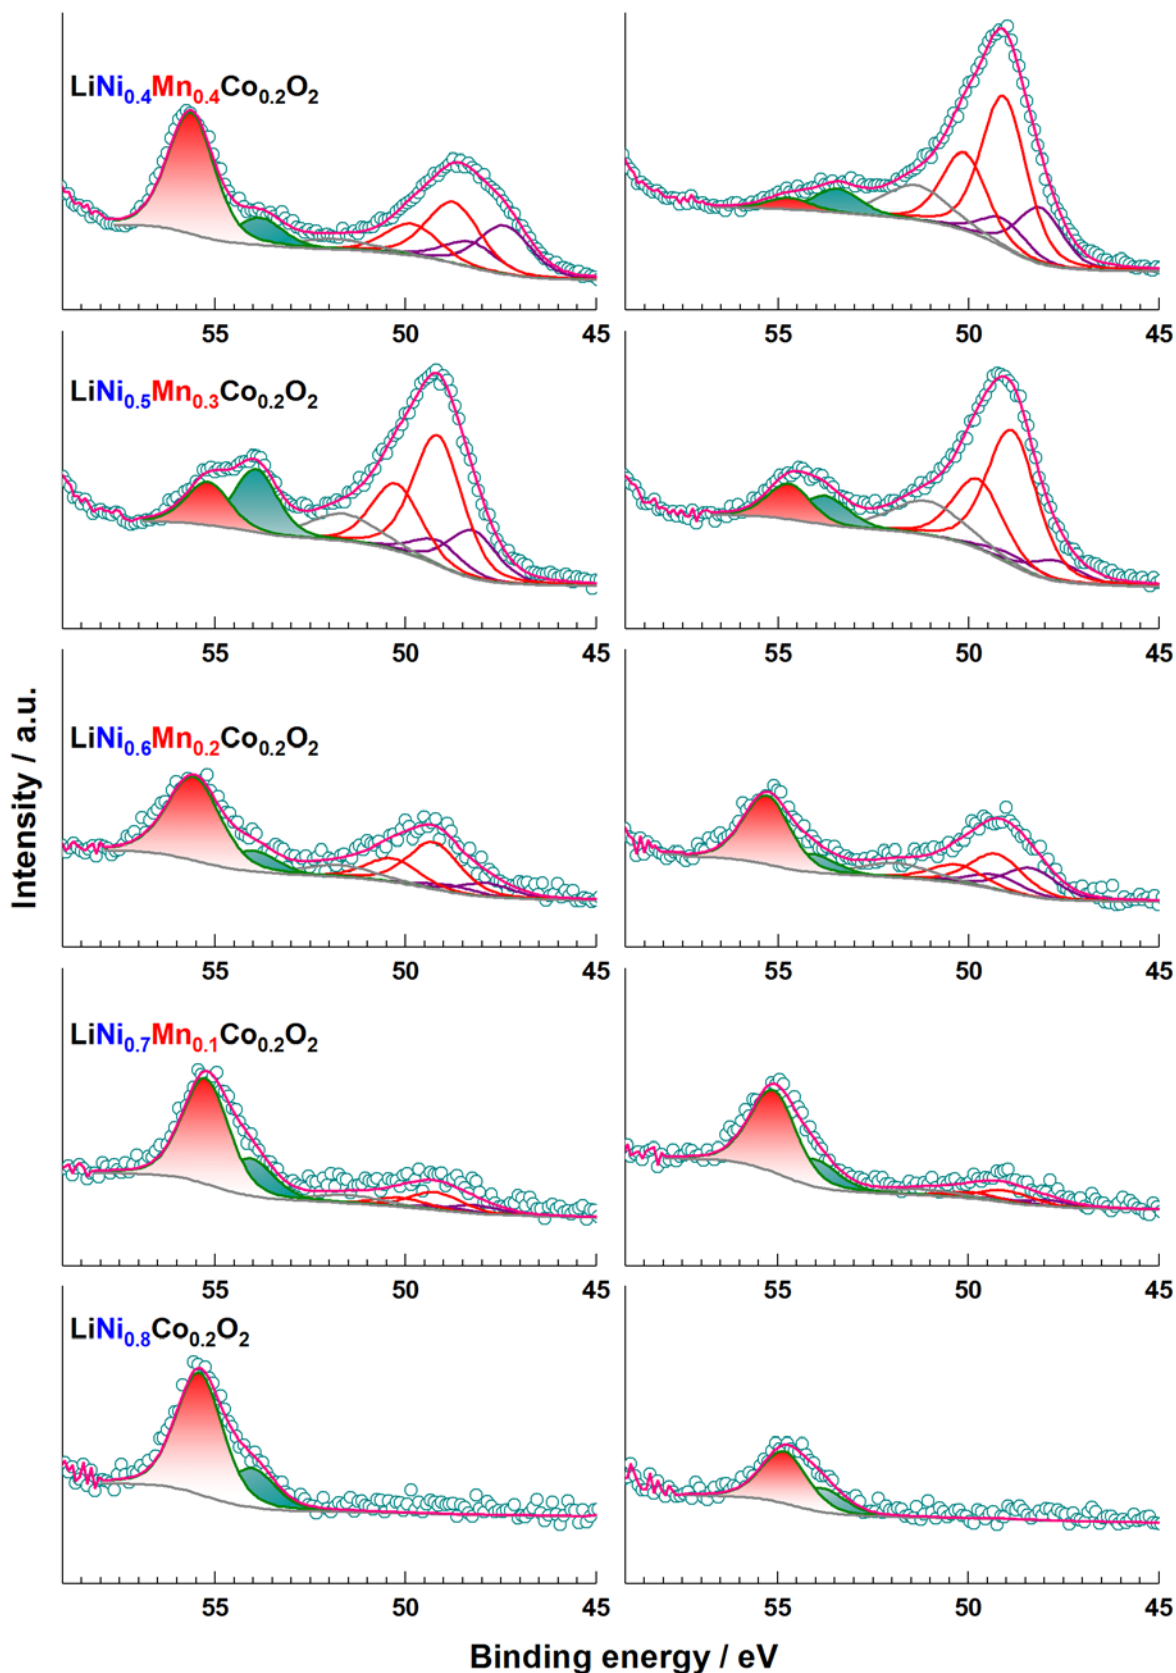 LiNi0.4Mn0.4Co0.2O2
55 50 45 55 50 45
LiNi0.5Mn0.3Co0.2O2
55 50 45 55 50 45
LiNi0.6Mn0.2Co0.2O2
55 50 45 55 50 45
LiNi0.7Mn0.1Co0.2O2
55 50 45 55 50 45
LiNi0.8Co0.2O2
55 50 45 55 50 45
Intensity / a.u.
Binding energy / eV